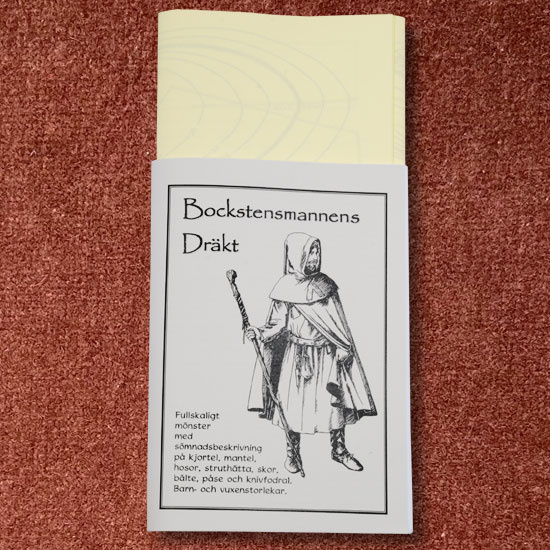 Bockstensmannens
Dräkt
Fullskaligt
mönster
med
sömnadsbeskrivning
på kjortel, mantel,
hosor, struthätta, skor,
bälte, påse och knivfodral.
Barn- och vuxenstorlekar.